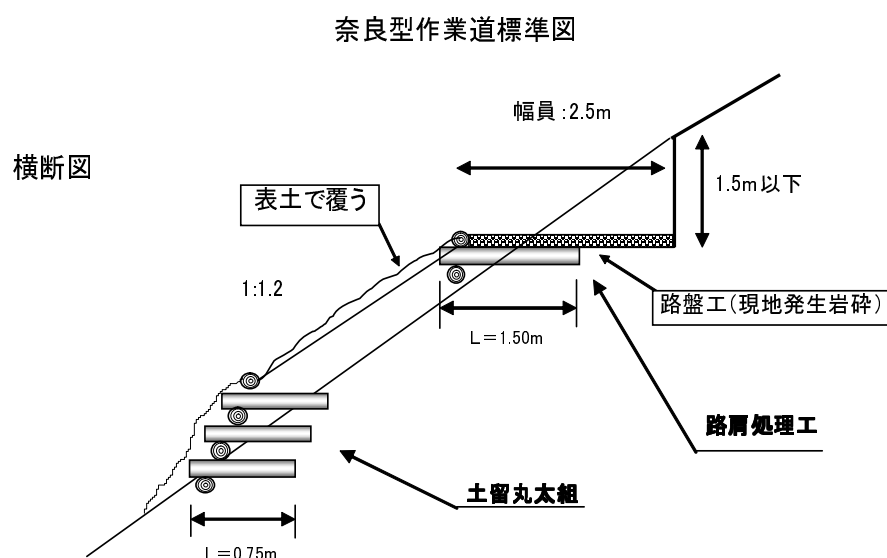 奈良型作業道標準図
幅員:2.5m
横断図
1.5m以下
表土で覆う
1:1.2
路盤工(現地発生岩砕)
L=1.50m
路肩処理工
土留丸太組
L=0.75m